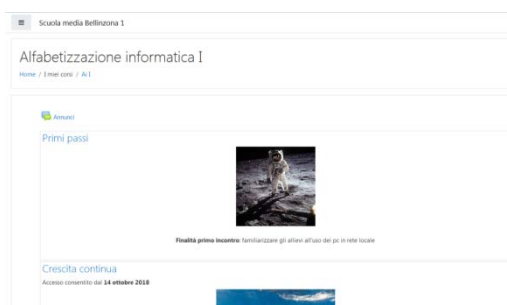 Scuola media Bellinzona 1
Alfabetizzazione informatica I
Home / I miei corsi / Ai I
Annunci
Primi passi
Finalità primo incontro: familiarizzare gli allievi all'uso dei pc in rete locale
Crescita continua
Accesso consentito dal 14 ottobre 2018